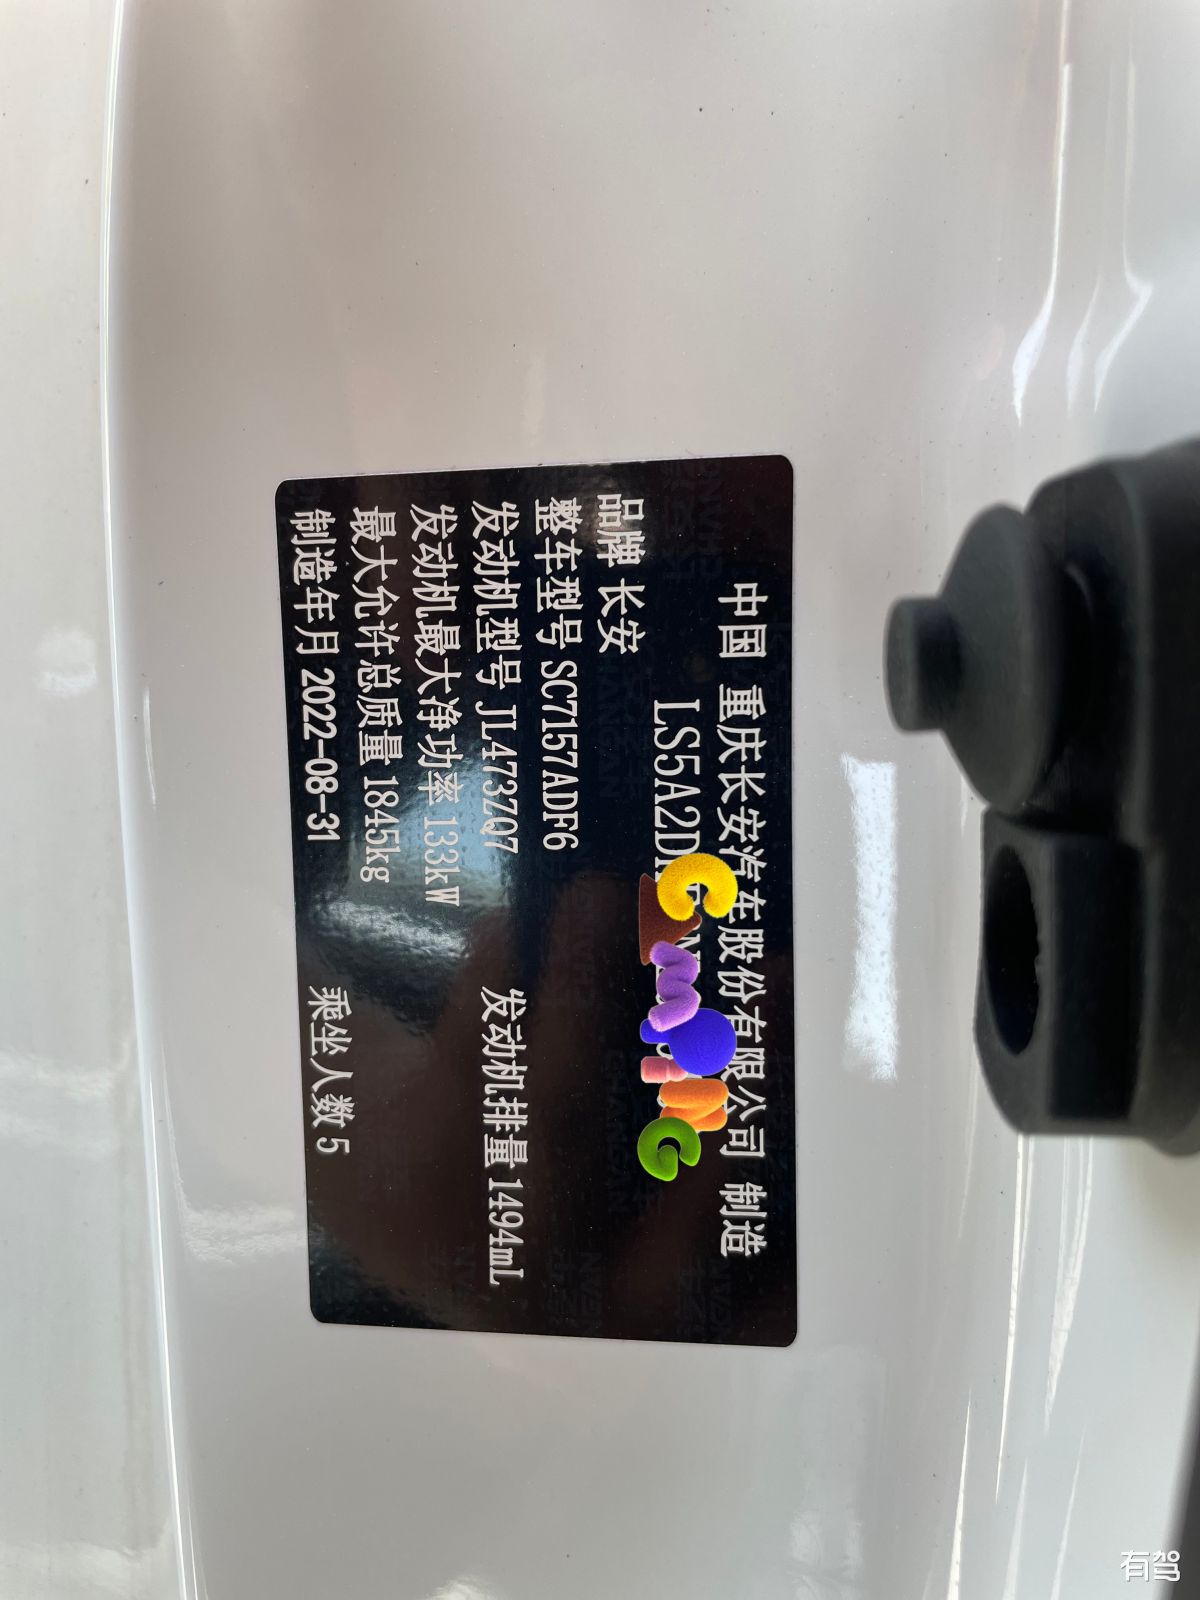 中国 重庆长安汽车股份有限公司 制造
LS5A2D
品牌 长安
整车型号 SC7157ADF6
发动机型号 JL473ZQ7 发动机排量 1494mL
发动机最大净功率 133kW
最大允许总质量 1845kg
制造年月 2022-08-31 乘坐人数 5
有驾